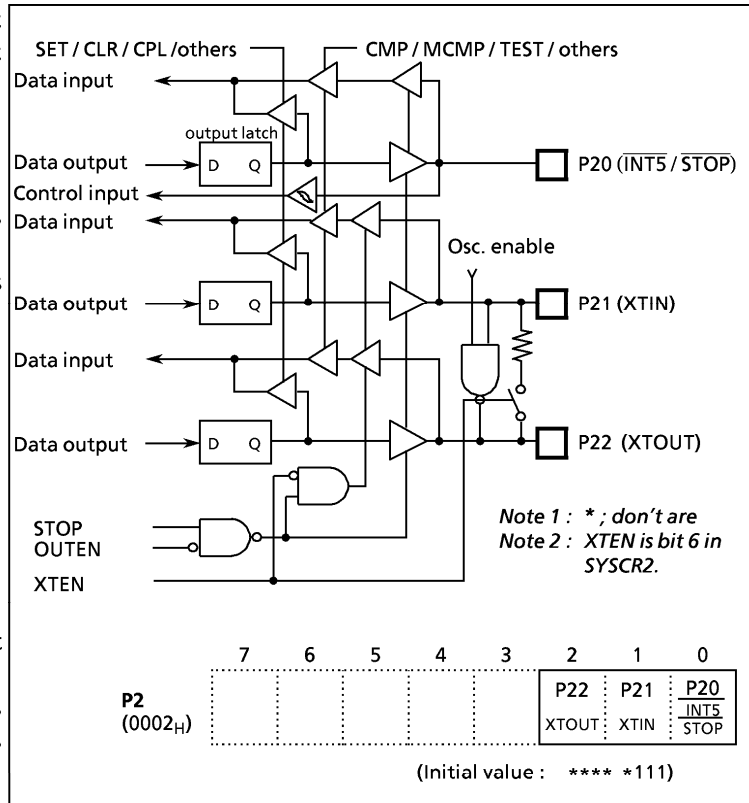 SET / CLR / CPL /others
CMP / MCMP / TEST / others
Data input
output latch
Data output
D Q
P20 (INT5 / STOP)
Control input
Data input
Osc. enable
Data output
D Q
P21 (XTIN)
Data input
Data output
D Q
P22 (XTOUT)
STOP
OUTEN
XTEN
Note 1 : * ; don't are
Note 2 : XTEN is bit 6 in
SYSCR2.
7 6 5 4 3 2 1 0
P2
(0002H)
P22 P21 P20
XTOUT XTIN INT5
STOP
(Initial value : **** *111)